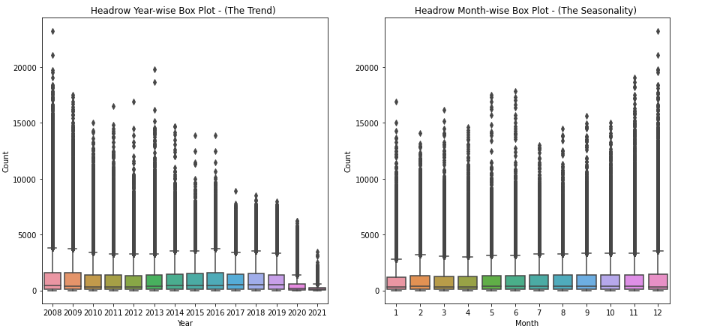 Headrow Year-wise Box Plot - (The Trend)
Count
20000
15000
10000
5000
0
2008 2009 2010 2011 2012 2013 2014 2015 2016 2017 2018 2019 2020 2021
Year
Headrow Month-wise Box Plot - (The Seasonality)
Count
20000
15000
10000
5000
0
1 2 3 4 5 6 7 8 9 10 11 12
Month